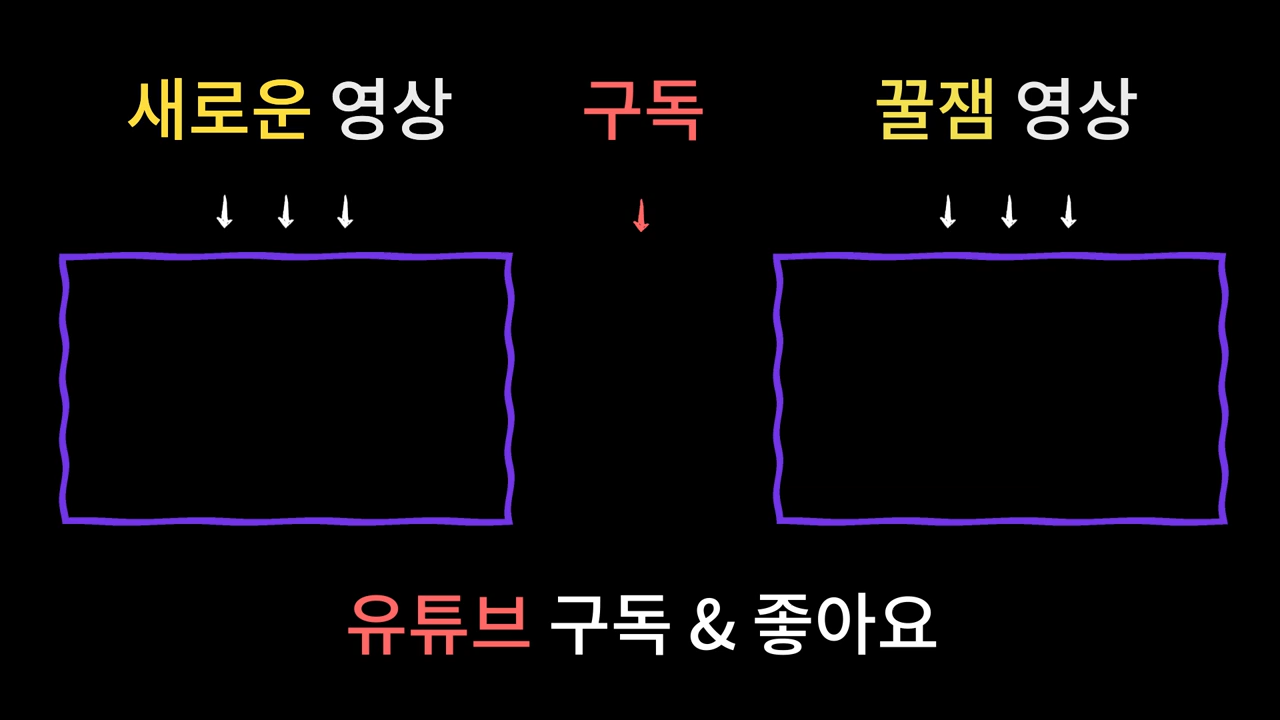 새로운 영상
구독
꿀잼 영상
유튜브 구독 & 좋아요